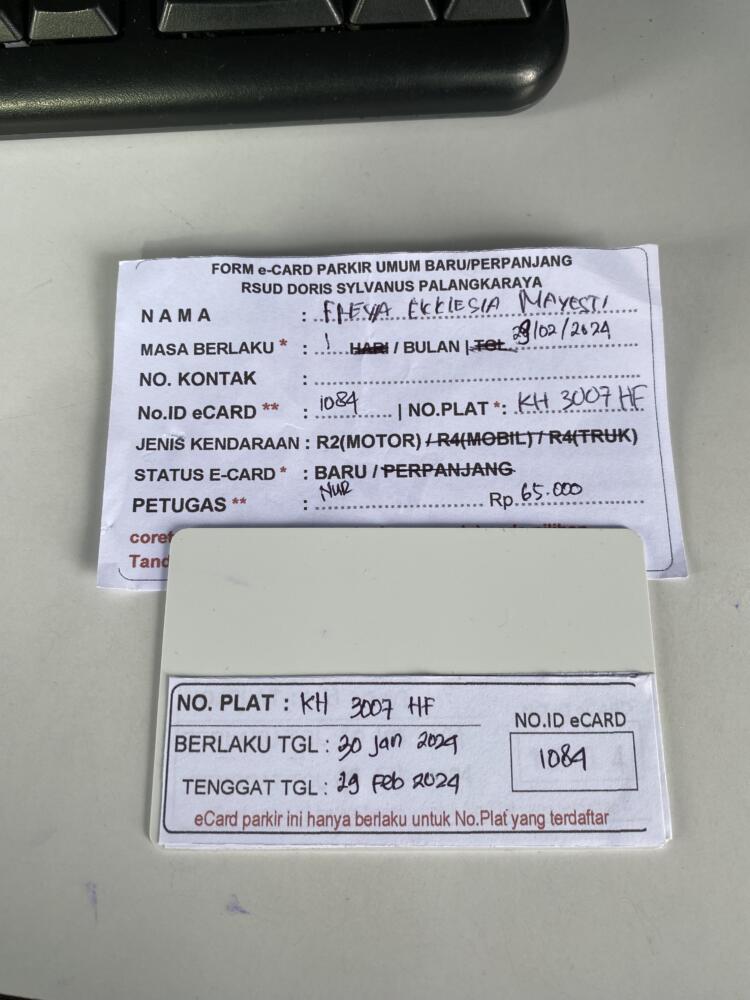 FORM e-CARD PARKIR UMUM BARU/PERPANJANG
RSUD DORIS SYLVANUS PALANGKARAYA
NAMA : EKKLESIA MAYESTI
MASA BERLAKU * : 1 HARI / BULAN | TGL 29/02/2024
NO. KONTAK :
No.ID eCARD ** : 1084 | NO.PLAT *: KH 3007 HF
JENIS KENDARAAN : R2(MOTOR) / R4(MOBIL) / R4(TRUK)
STATUS E-CARD * : BARU / PERPANJANG
PETUGAS ** : NUR Rp. 65.000
coret
Tand
NO. PLAT : KH 3007 HF
NO.ID eCARD
BERLAKU TGL : 30 Jan 2024
1084
TENGGAT TGL : 29 Feb 2024
eCard parkir ini hanya berlaku untuk No.Plat yang terdaftar